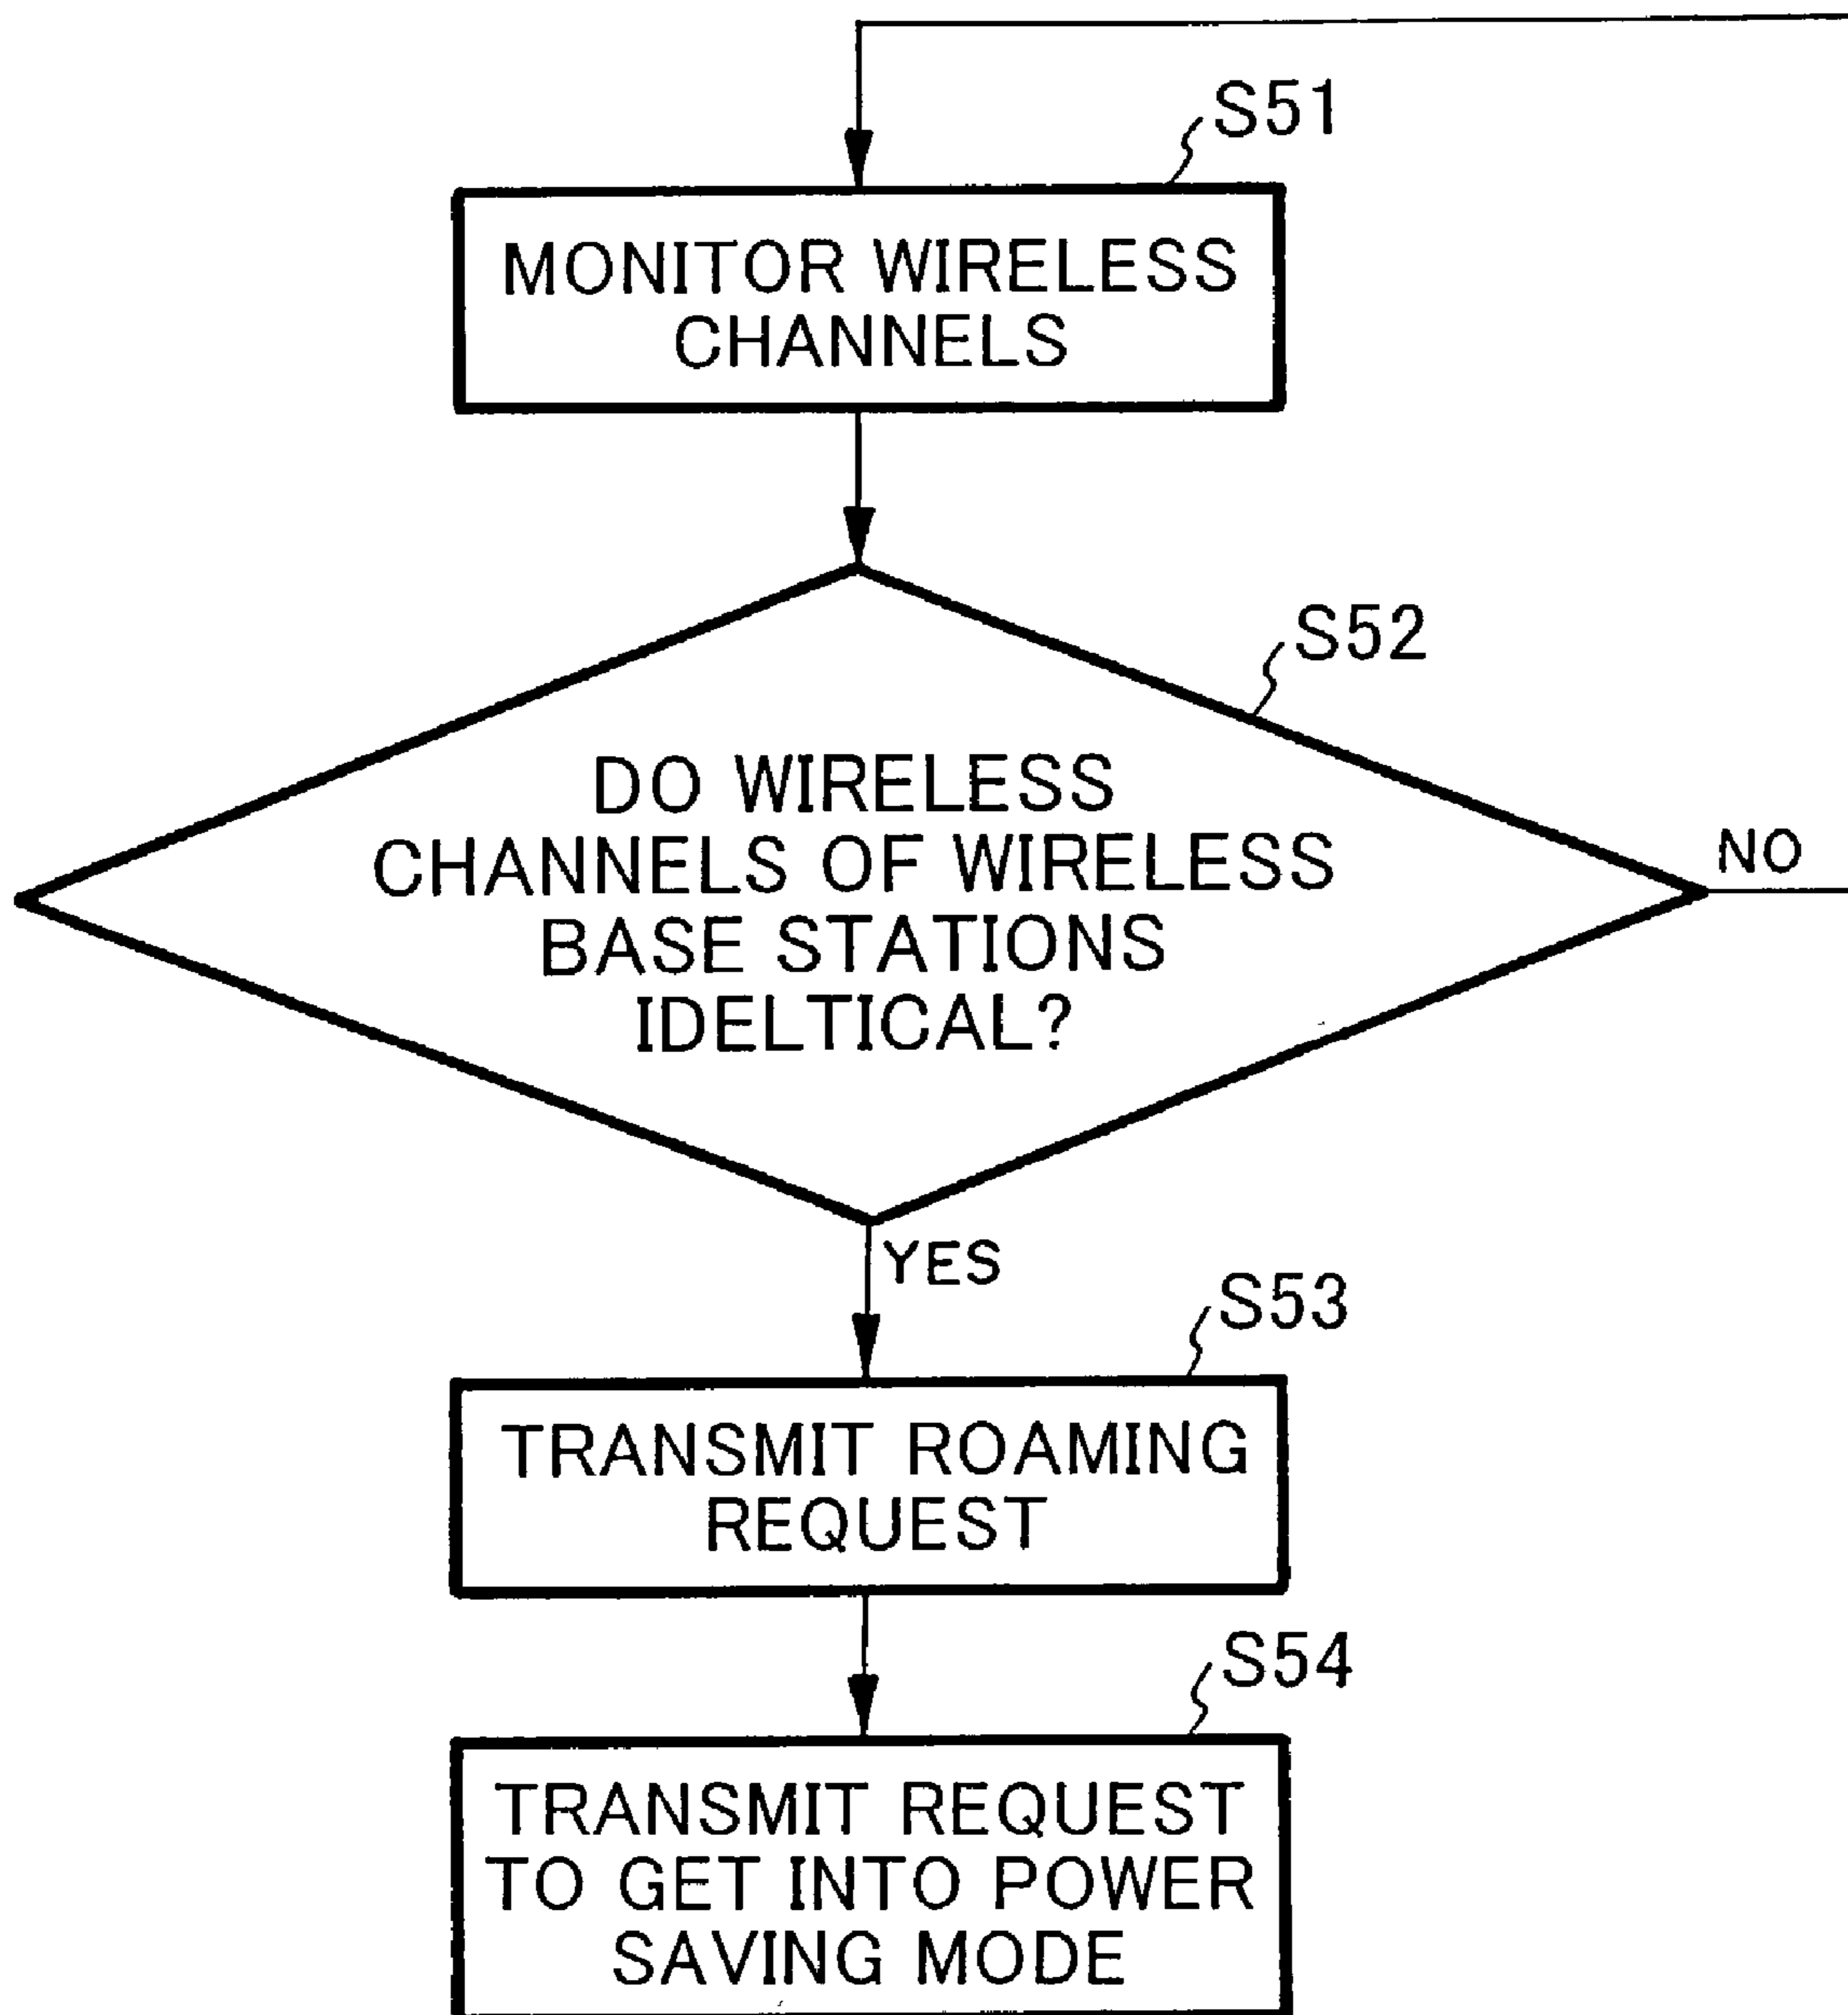 S51
MONITOR WIRELESS
CHANNELS
S52
DO WIRELESS
CHANNELS OF WIRELESS
BASE STATIONS
IDELTICAL?
NO
YES
S53
TRANSMIT ROAMING
REQUEST
S54
TRANSMIT REQUEST
TO GET INTO POWER
SAVING MODE